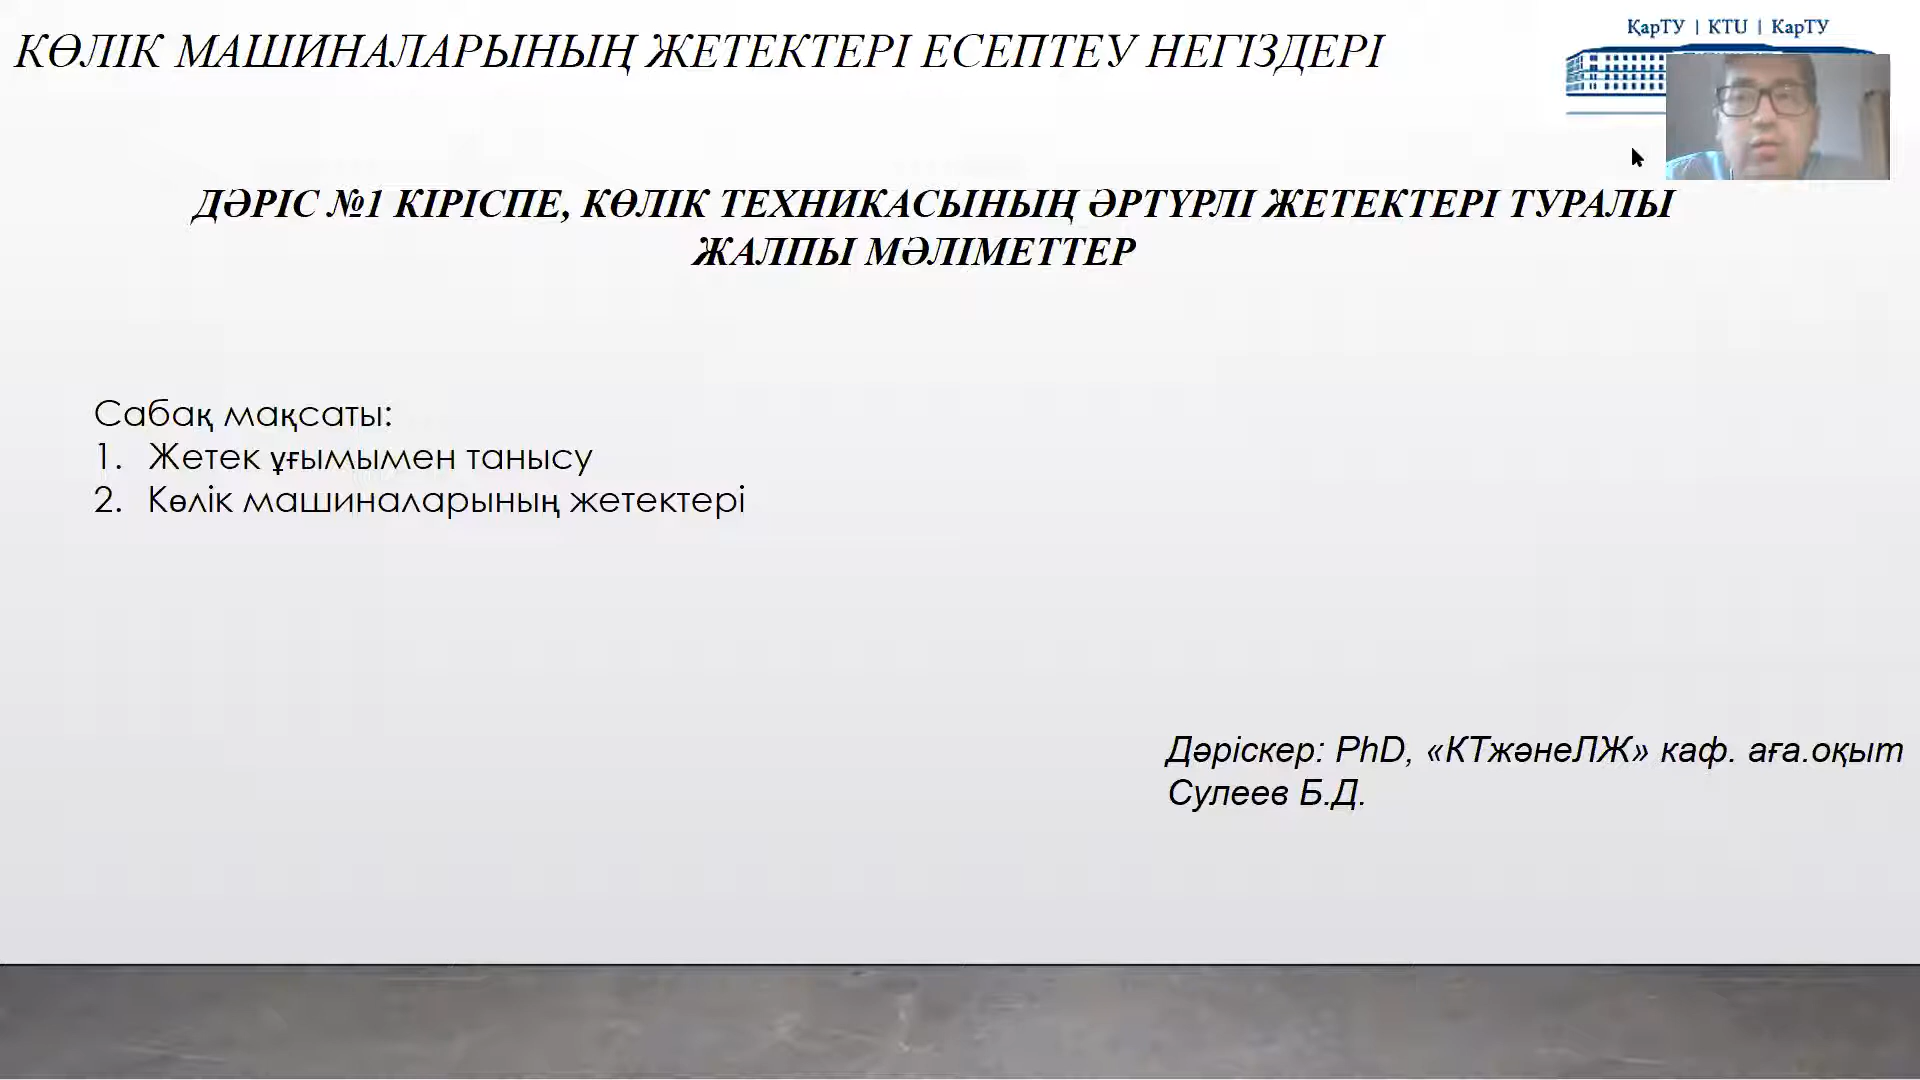 КӨЛІК МАШИНАЛАРЫНЫҢ ЖЕТЕКТЕРІ ЕСЕПТЕУ НЕГІЗДЕРІ
ҚарТУ | KTU | КарТУ
ДӘРІС №1 КІРІСПЕ, КӨЛІК ТЕХНИКАСЫНЫҢ ӘРТҮРЛІ ЖЕТЕКТЕРІ ТУРАЛЫ
ЖАЛПЫ МӘЛІМЕТТЕР
Сабақ мақсаты:
1. Жетек ұғымымен танысу
2. Көлік машиналарының жетектері
Дәріскер: PhD, «КТжәнеЛЖ» каф. аға.оқыт
Сулеев Б.Д.